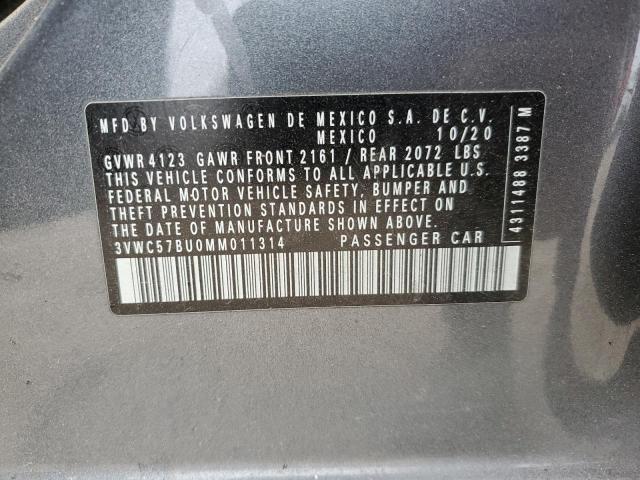 MFD BY VOLKSWAGEN DE MEXICO S.A. DE C.V.
MEXICO 10/20
GVWR 4123 GAWR FRONT 2161 / REAR 2072 LBS
THIS VEHICLE CONFORMS TO ALL APPLICABLE U.S.
FEDERAL MOTOR VEHICLE SAFETY, BUMPER AND
THEFT PREVENTION STANDARDS IN EFFECT ON
THE DATE OF MANUFACTURE SHOWN ABOVE.
3VWC57BU0MM011314 PASSENGER CAR
4311488 3387 M